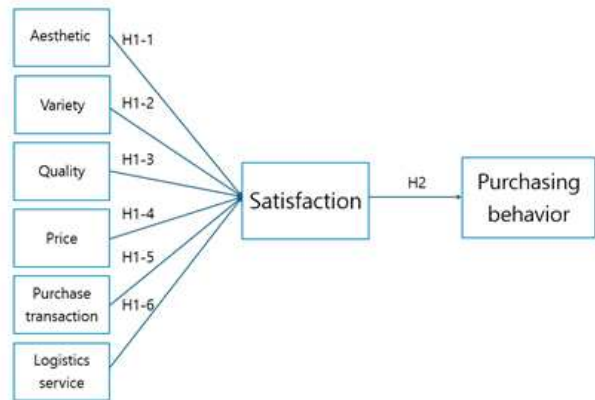 Aesthetic
H1-1
Variety
H1-2
Quality
H1-3
Price
H1-4
H1-5
Purchase
transaction
H1-6
Logistics
service
Satisfaction
H2
Purchasing
behavior